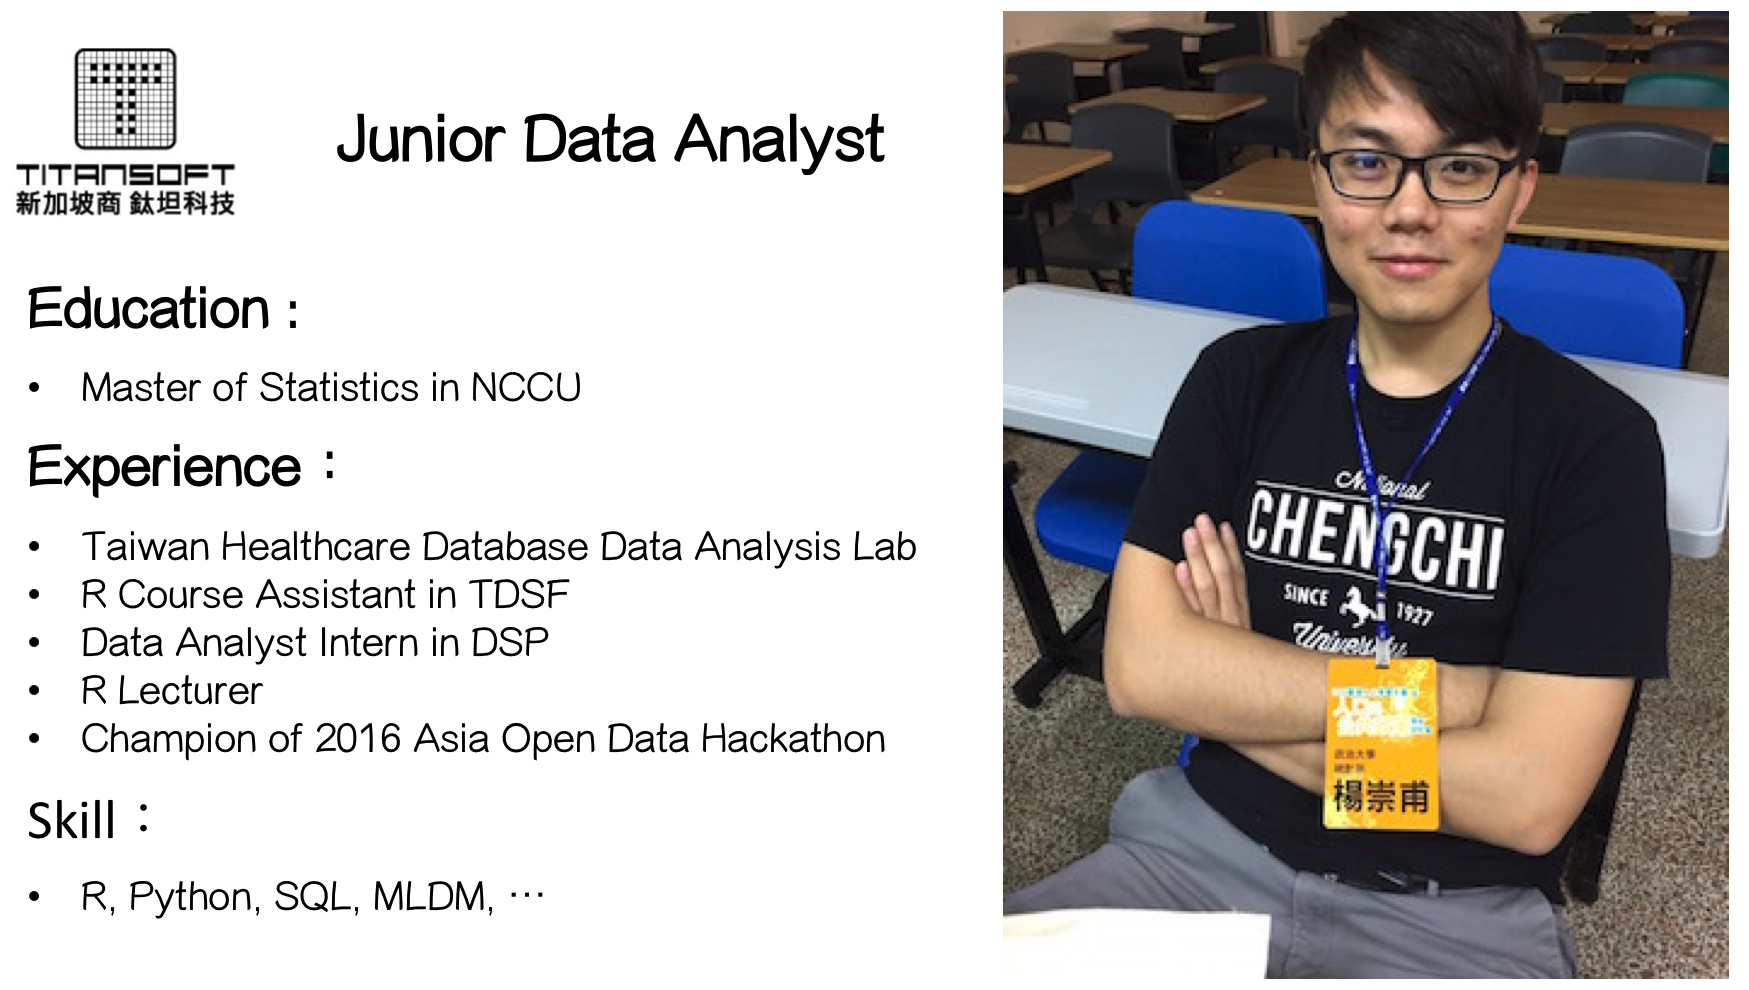 TITANSOFT
新加坡商 鈦坦科技
Junior Data Analyst
Education :
• Master of Statistics in NCCU
Experience：
• Taiwan Healthcare Database Data Analysis Lab
• R Course Assistant in TDSF
• Data Analyst Intern in DSP
• R Lecturer
• Champion of 2016 Asia Open Data Hackathon
Skill：
• R, Python, SQL, MLDM, …
National
CHENGCHI
SINCE 1927
University
政治大學
統計所
楊崇甫